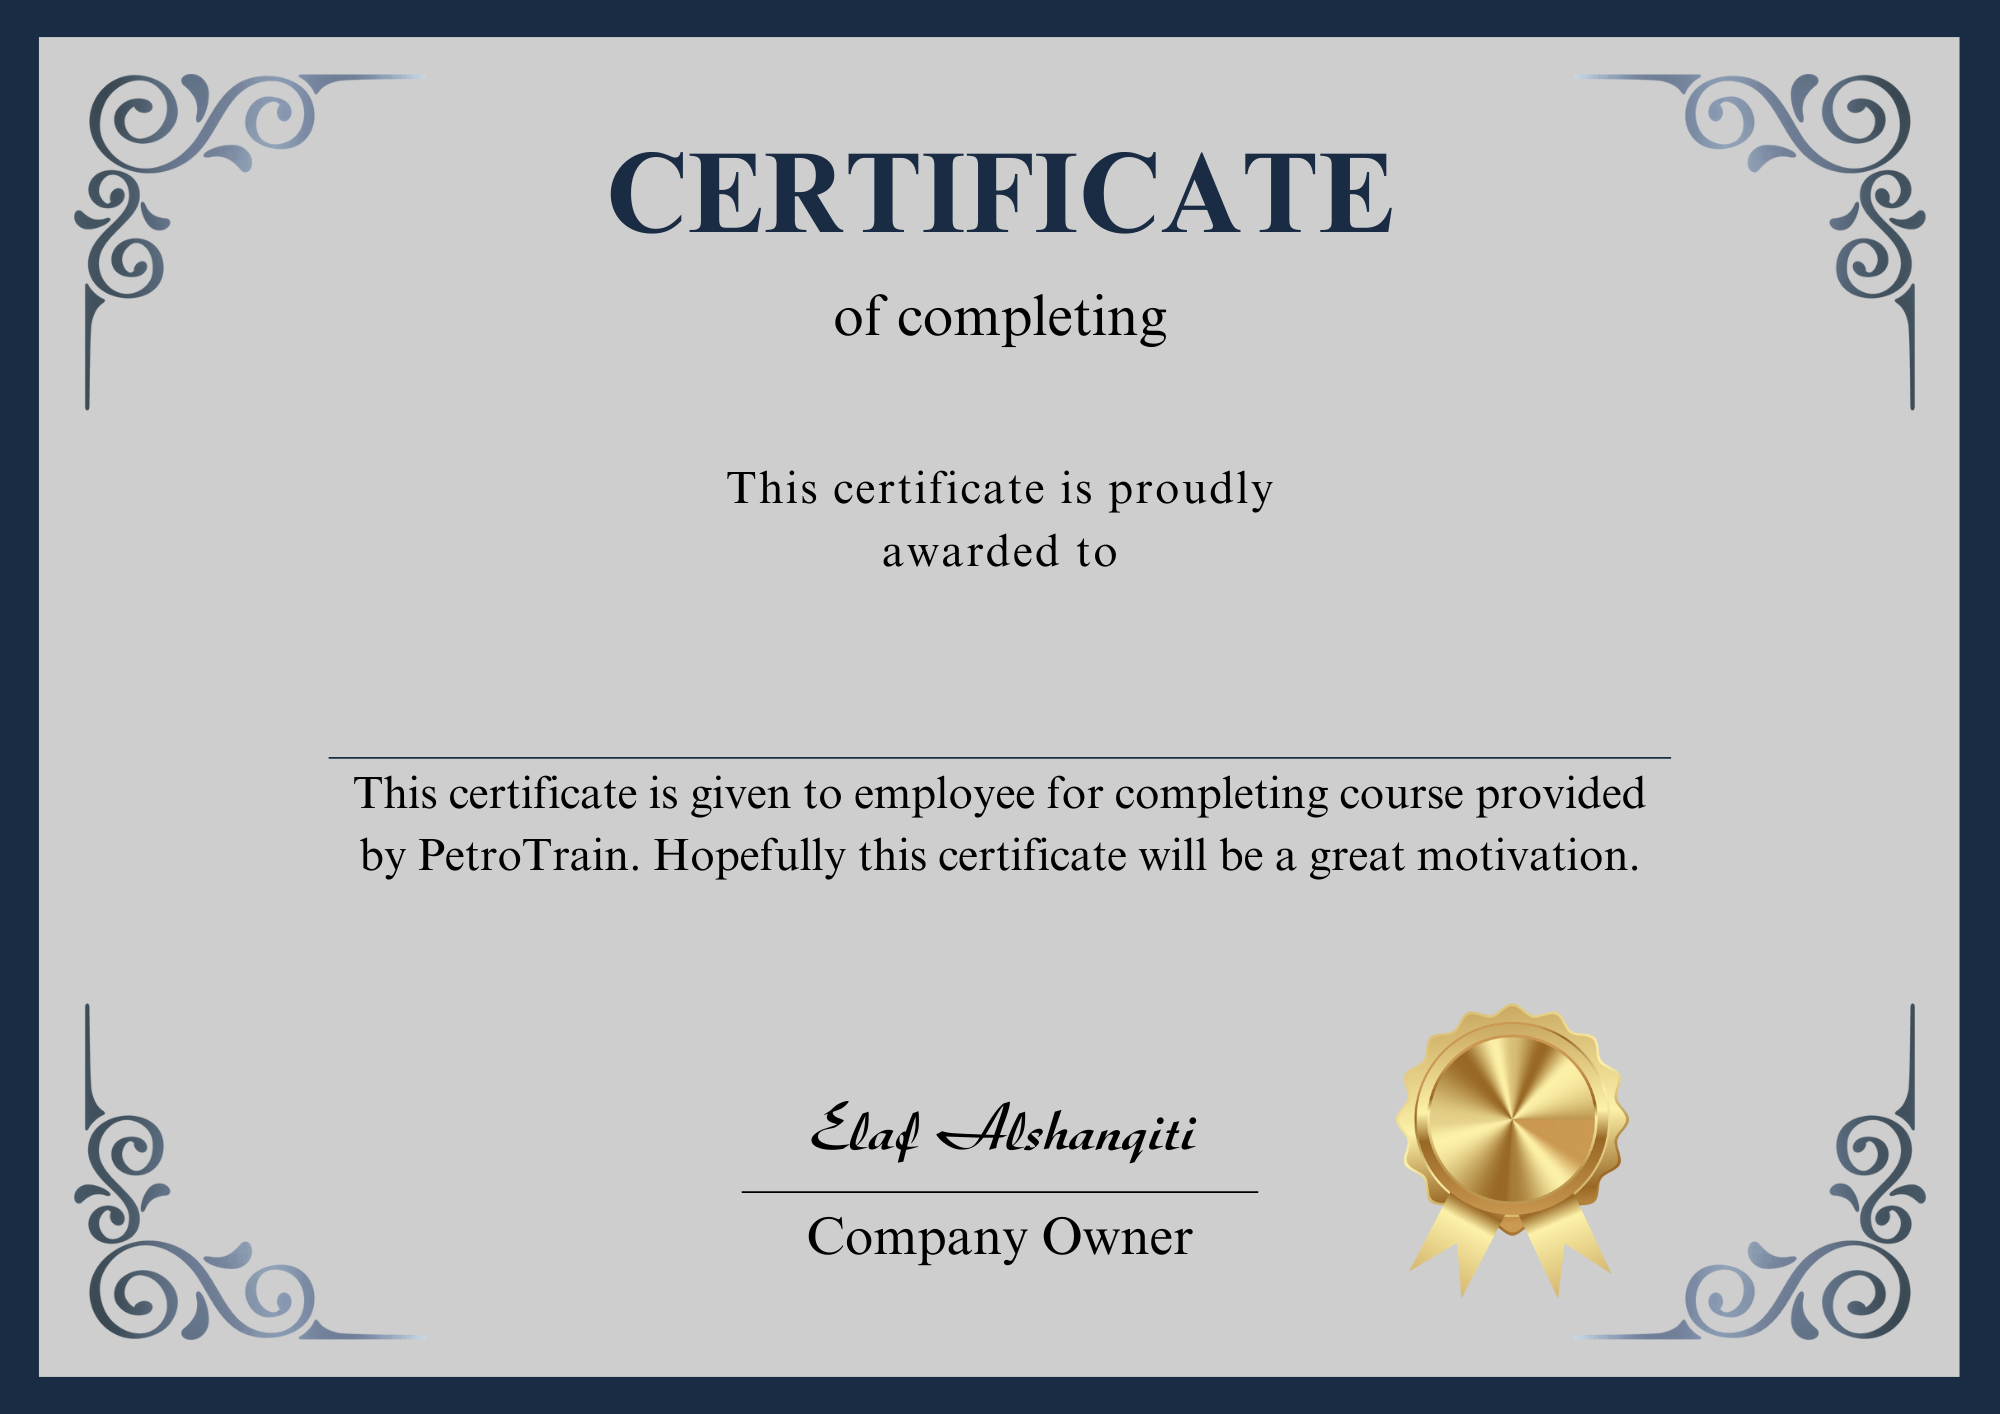 CERTIFICATE
of completing
This certificate is proudly
awarded to
This certificate is given to employee for completing course provided
by PetroTrain. Hopefully this certificate will be a great motivation.
Elaf Alshanqiti
Company Owner